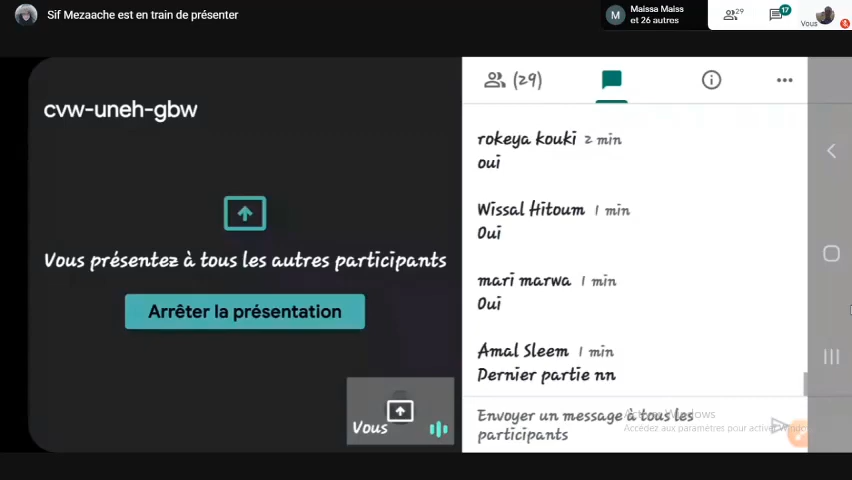 Sif Mezaache est en train de présenter
Maissa Maiss
et 26 autres
M
29
17
Vous
cvw-uneh-gbw
Vous présentez à tous les autres participants
Arrêter la présentation
Vous
(29)
rokeya kouki 2 min
oui
Wissal Hitoum 1 min
Oui
mari marwa 1 min
Oui
Amal Sleem 1 min
Dernier partie nn
Envoyer un message à tous les
participants
Windows
Accédez aux paramètres pour activer Windows